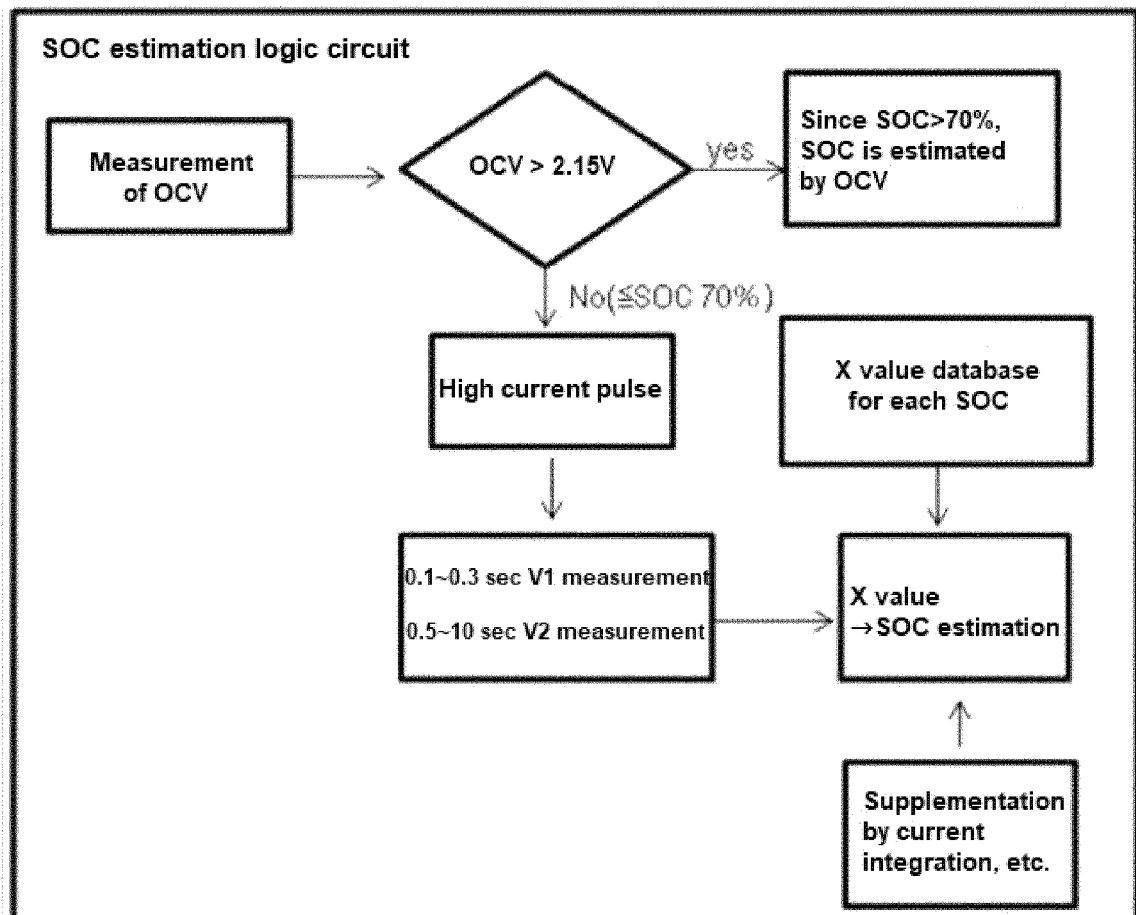 SOC estimation logic circuit
Measurement
of OCV
OCV > 2.15V
yes
Since SOC>70%,
SOC is estimated
by OCV
No(≦SOC 70%)
High current pulse
X value database
for each SOC
0.1~0.3 sec V1 measurement
0.5~10 sec V2 measurement
X value
→SOC estimation
Supplementation
by current
integration, etc.